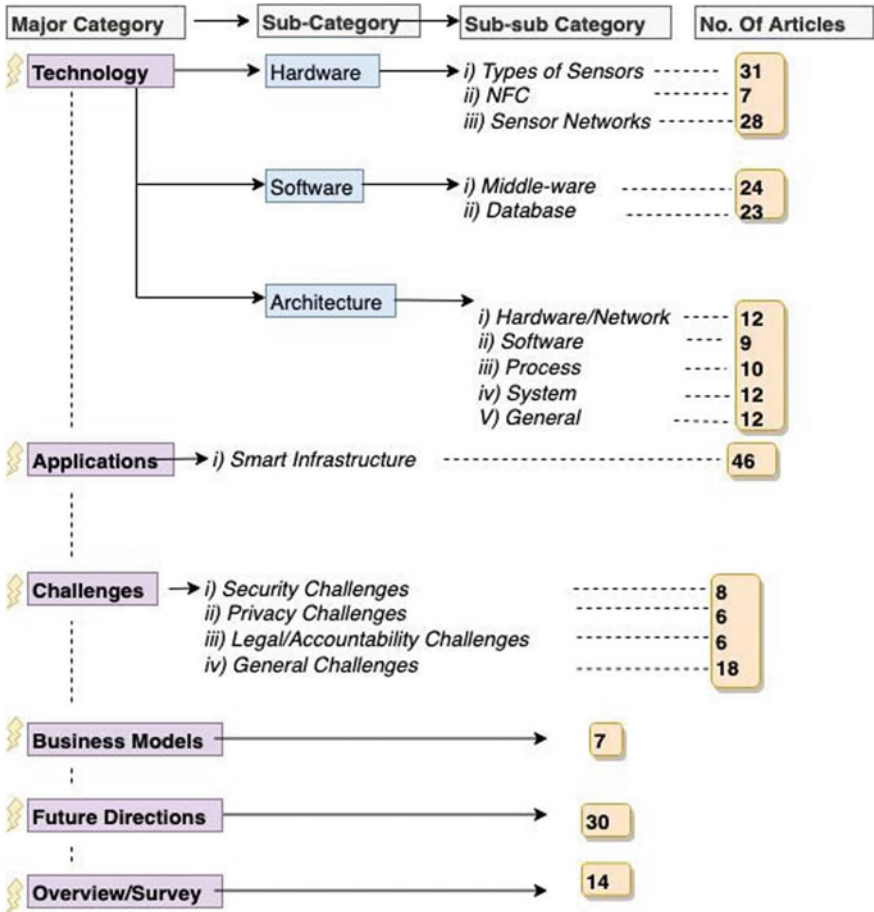 Major Category Sub-Category Sub-sub Category No. Of Articles
Technology Hardware i) Types of Sensors 31
ii) NFC 7
iii) Sensor Networks 28
Software i) Middle-ware 24
ii) Database 23
Architecture
i) Hardware/Network 12
ii) Software 9
iii) Process 10
iv) System 12
V) General 12
Applications i) Smart Infrastructure 46
Challenges i) Security Challenges 8
ii) Privacy Challenges 6
iii) Legal/Accountability Challenges 6
iv) General Challenges 18
Business Models 7
Future Directions 30
Overview/Survey 14